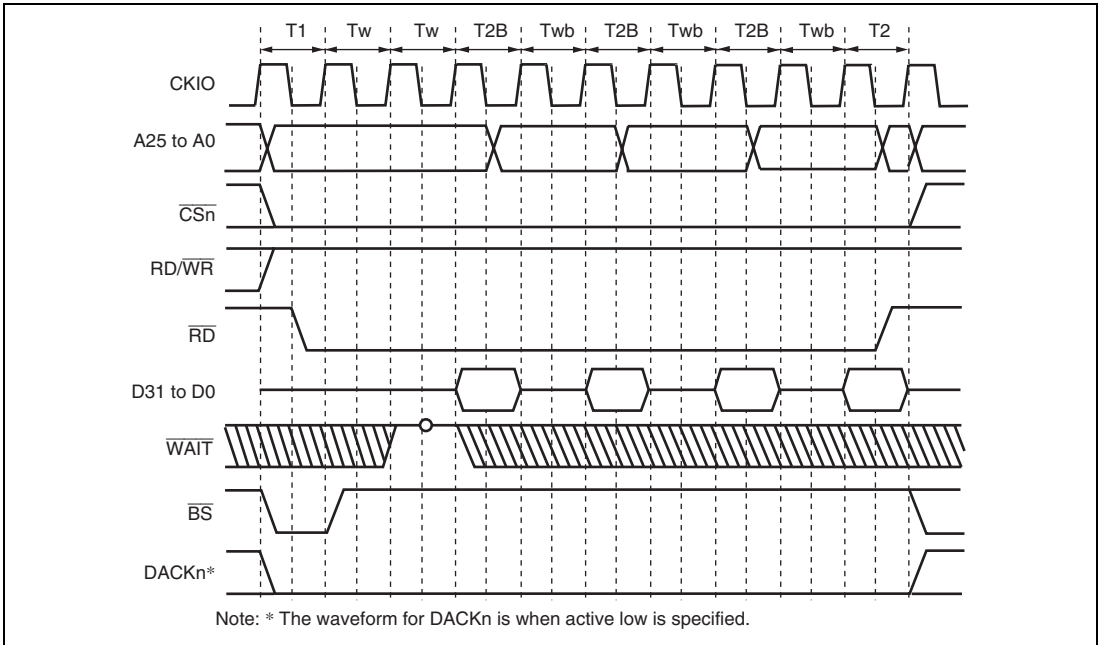 T1 Tw Tw T2B Twb T2B Twb T2B Twb T2
CKIO
A25 to A0
CSn
RD/WR
RD
D31 to D0
WAIT
BS
DACKn*
Note: * The waveform for DACKn is when active low is specified.